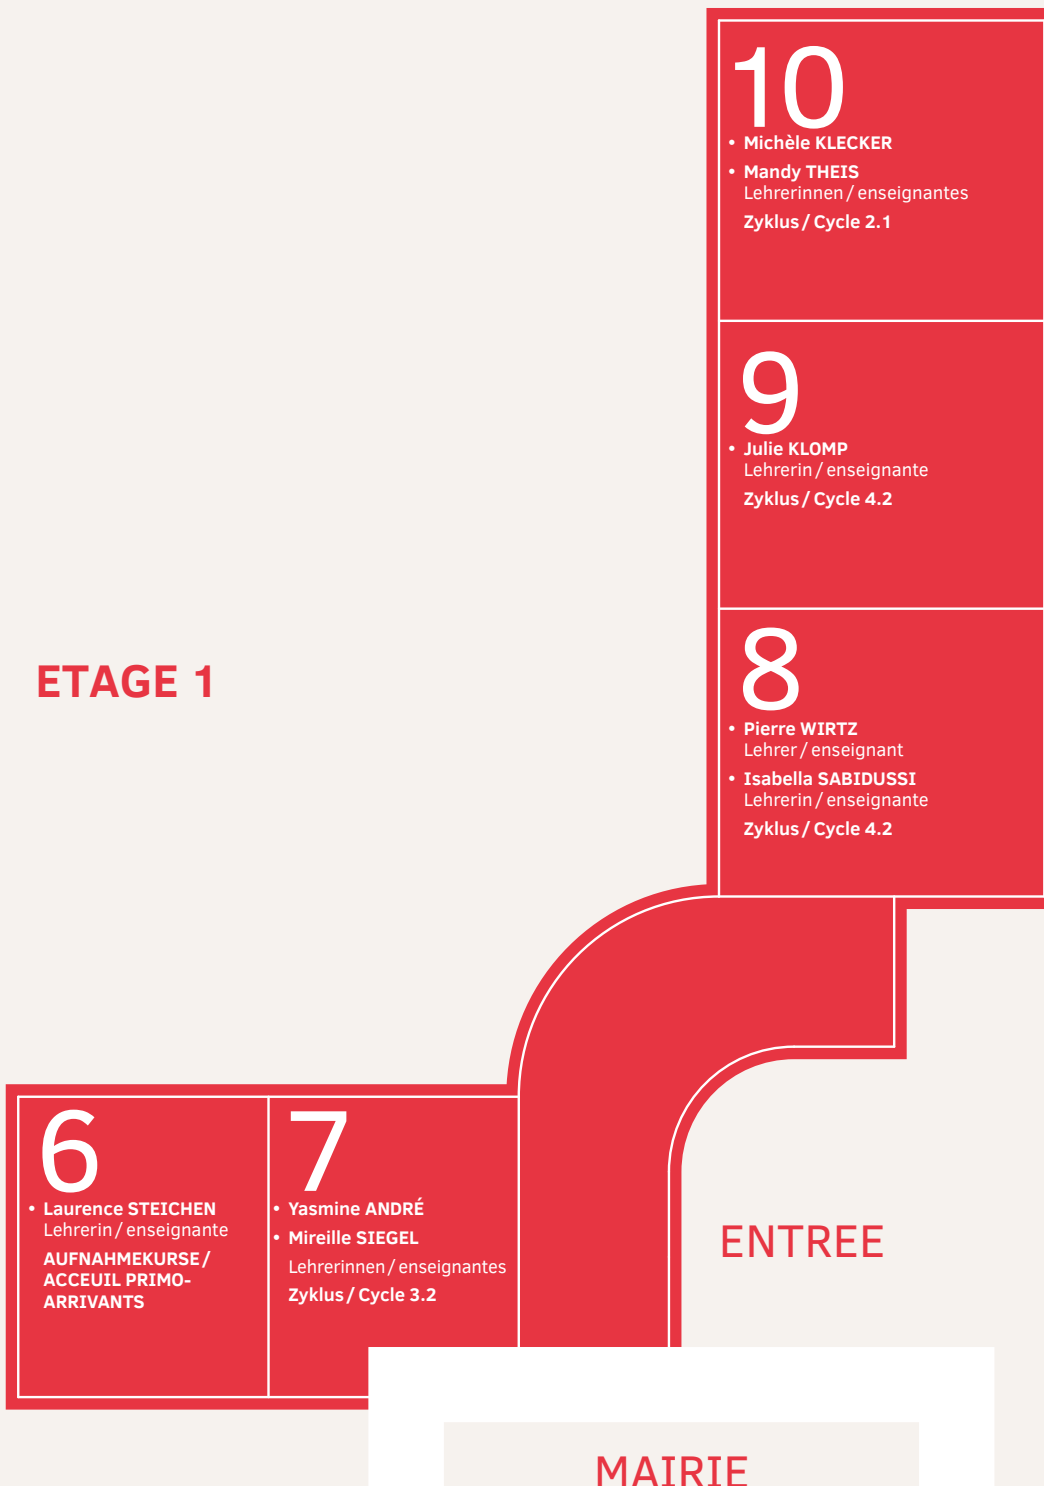 10
• Michèle KLECKER
• Mandy THEIS
Lehrerinnen / enseignantes
Zyklus / Cycle 2.1
9
• Julie KLOMP
Lehrerin / enseignante
Zyklus / Cycle 4.2
8
• Pierre WIRTZ
Lehrer / enseignant
• Isabella SABIDUSSI
Lehrerin / enseignante
Zyklus / Cycle 4.2
ETAGE 1
6
• Laurence STEICHEN
Lehrerin / enseignante
AUFNAHMEKURSE /
ACCEUIL PRIMO-
ARRIVANTS
7
• Yasmine ANDRÉ
• Mireille SIEGEL
Lehrerinnen / enseignantes
Zyklus / Cycle 3.2
ENTREE
MAIRIE